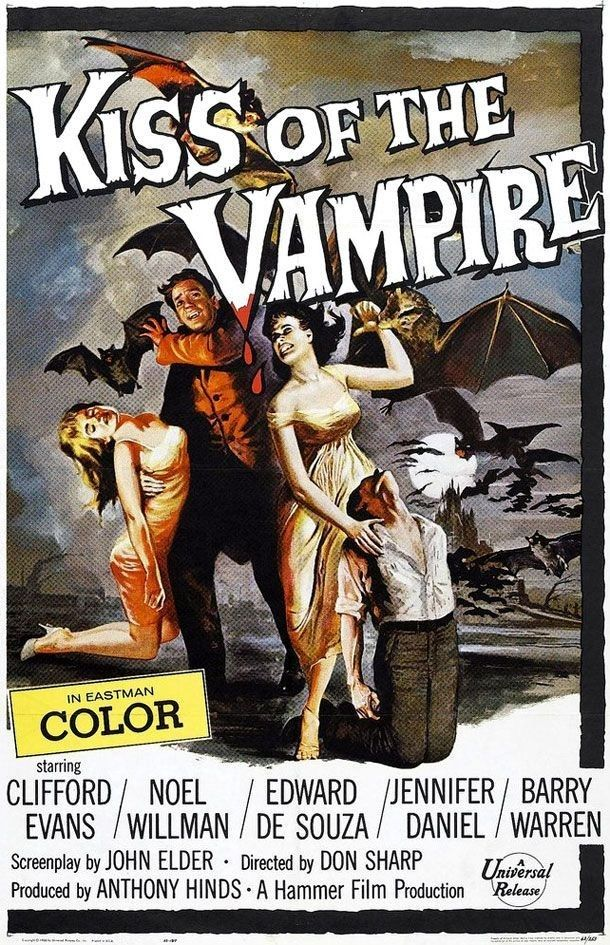 KISS OF THE
VAMPIRE
IN EASTMAN
COLOR
starring
CLIFFORD EVANS / NOEL WILLMAN / EDWARD DE SOUZA / JENNIFER DANIEL / BARRY WARREN
Screenplay by JOHN ELDER · Directed by DON SHARP
Produced by ANTHONY HINDS · A Hammer Film Production
A
Universal
Release